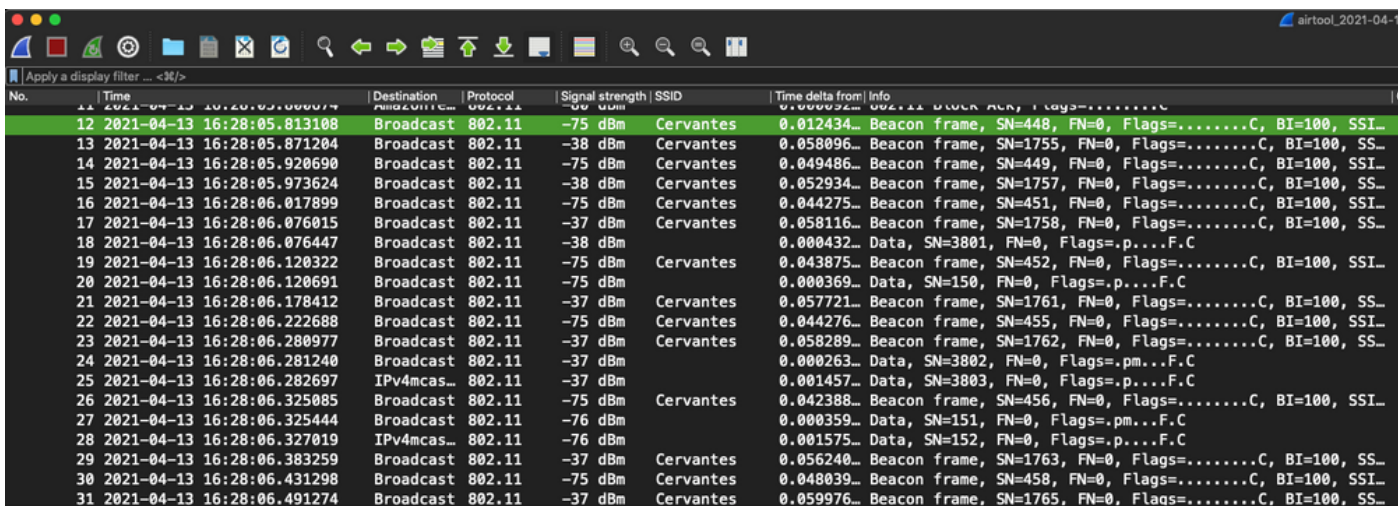 airtool_2021-04-1
Apply a display filter ... <⌘/>
No. Time Destination Protocol Signal strength SSID Time delta from Info
11 2021-04-13 16:28:05.800674 AmazonTe… 802.11 -80 dBm 0.000092… 802.11 Block Ack, Flags=........C
12 2021-04-13 16:28:05.813108 Broadcast 802.11 -75 dBm Cervantes 0.012434… Beacon frame, SN=448, FN=0, Flags=........C, BI=100, SSI…
13 2021-04-13 16:28:05.871204 Broadcast 802.11 -38 dBm Cervantes 0.058096… Beacon frame, SN=1755, FN=0, Flags=........C, BI=100, SS…
14 2021-04-13 16:28:05.920690 Broadcast 802.11 -75 dBm Cervantes 0.049486… Beacon frame, SN=449, FN=0, Flags=........C, BI=100, SSI…
15 2021-04-13 16:28:05.973624 Broadcast 802.11 -38 dBm Cervantes 0.052934… Beacon frame, SN=1757, FN=0, Flags=........C, BI=100, SS…
16 2021-04-13 16:28:06.017899 Broadcast 802.11 -75 dBm Cervantes 0.044275… Beacon frame, SN=451, FN=0, Flags=........C, BI=100, SSI…
17 2021-04-13 16:28:06.076015 Broadcast 802.11 -37 dBm Cervantes 0.058116… Beacon frame, SN=1758, FN=0, Flags=........C, BI=100, SS…
18 2021-04-13 16:28:06.076447 Broadcast 802.11 -38 dBm 0.000432… Data, SN=3801, FN=0, Flags=.p....F.C
19 2021-04-13 16:28:06.120322 Broadcast 802.11 -75 dBm Cervantes 0.043875… Beacon frame, SN=452, FN=0, Flags=........C, BI=100, SSI…
20 2021-04-13 16:28:06.120691 Broadcast 802.11 -75 dBm 0.000369… Data, SN=150, FN=0, Flags=.p....F.C
21 2021-04-13 16:28:06.178412 Broadcast 802.11 -37 dBm Cervantes 0.057721… Beacon frame, SN=1761, FN=0, Flags=........C, BI=100, SS…
22 2021-04-13 16:28:06.222688 Broadcast 802.11 -75 dBm Cervantes 0.044276… Beacon frame, SN=455, FN=0, Flags=........C, BI=100, SSI…
23 2021-04-13 16:28:06.280977 Broadcast 802.11 -37 dBm Cervantes 0.058289… Beacon frame, SN=1762, FN=0, Flags=........C, BI=100, SS…
24 2021-04-13 16:28:06.281240 Broadcast 802.11 -37 dBm 0.000263… Data, SN=3802, FN=0, Flags=.pm...F.C
25 2021-04-13 16:28:06.282697 IPv4mcas… 802.11 -37 dBm 0.001457… Data, SN=3803, FN=0, Flags=.p....F.C
26 2021-04-13 16:28:06.325085 Broadcast 802.11 -75 dBm Cervantes 0.042388… Beacon frame, SN=456, FN=0, Flags=........C, BI=100, SSI…
27 2021-04-13 16:28:06.325444 Broadcast 802.11 -76 dBm 0.000359… Data, SN=151, FN=0, Flags=.pm...F.C
28 2021-04-13 16:28:06.327019 IPv4mcas… 802.11 -76 dBm 0.001575… Data, SN=152, FN=0, Flags=.p....F.C
29 2021-04-13 16:28:06.383259 Broadcast 802.11 -37 dBm Cervantes 0.056240… Beacon frame, SN=1763, FN=0, Flags=........C, BI=100, SS…
30 2021-04-13 16:28:06.431298 Broadcast 802.11 -75 dBm Cervantes 0.048039… Beacon frame, SN=458, FN=0, Flags=........C, BI=100, SSI…
31 2021-04-13 16:28:06.491274 Broadcast 802.11 -37 dBm Cervantes 0.059976… Beacon frame, SN=1765, FN=0, Flags=........C, BI=100, SS…